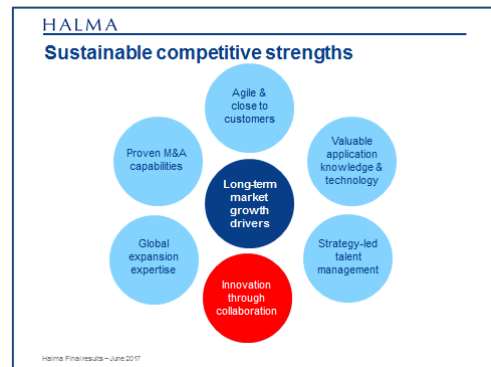 HALMA
Sustainable competitive strengths
Agile &
close to
customers
Proven M&A
capabilities
Valuable
application
knowledge &
technology
Long-term
market
growth
drivers
Global
expansion
expertise
Strategy-led
talent
management
Innovation
through
collaboration
Halma Final results – June 2017